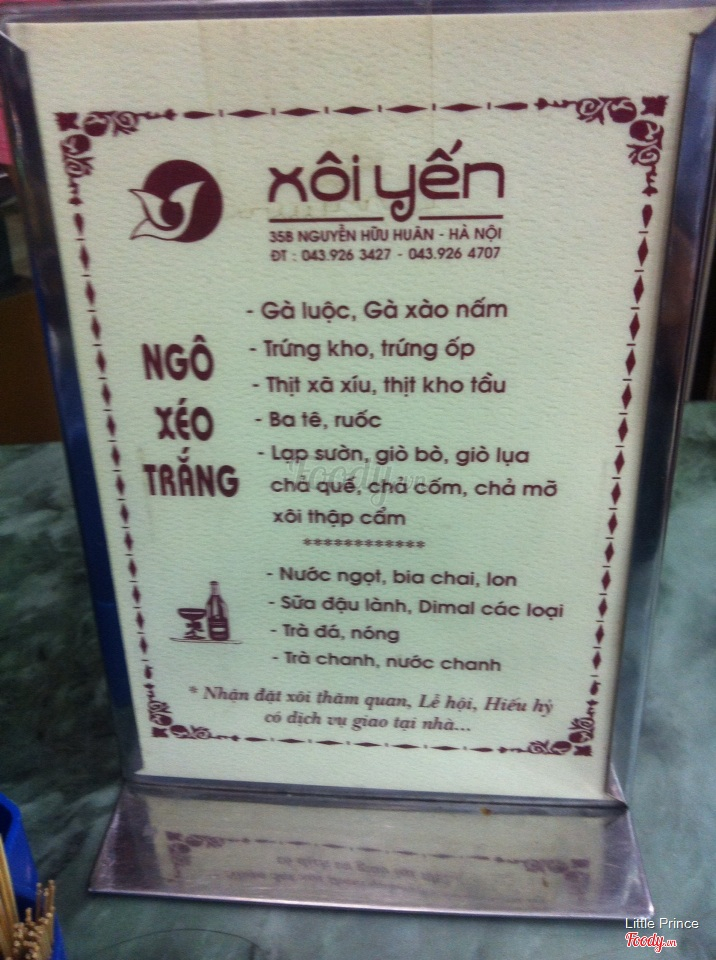 xôi yến
35B NGUYỄN HỮU HUÂN - HÀ NỘI
ĐT : 043.926 3427 - 043.926 4707
NGÔ
XÉO
TRẮNG
- Gà luộc, Gà xào nấm
- Trứng kho, trứng ốp
- Thịt xã xíu, thịt kho tầu
- Ba tê, ruốc
- Lạp sườn, giò bò, giò lụa
chả quế, chả cốm, chả mỡ
xôi thập cẩm
************
- Nước ngọt, bia chai, lon
- Sữa đậu lành, Dimal các loại
- Trà đá, nóng
- Trà chanh, nước chanh
* Nhận đặt xôi thăm quan, Lễ hội, Hiếu hỷ
có dịch vụ giao tại nhà...
Foody.vn
Little Prince
Foody.vn